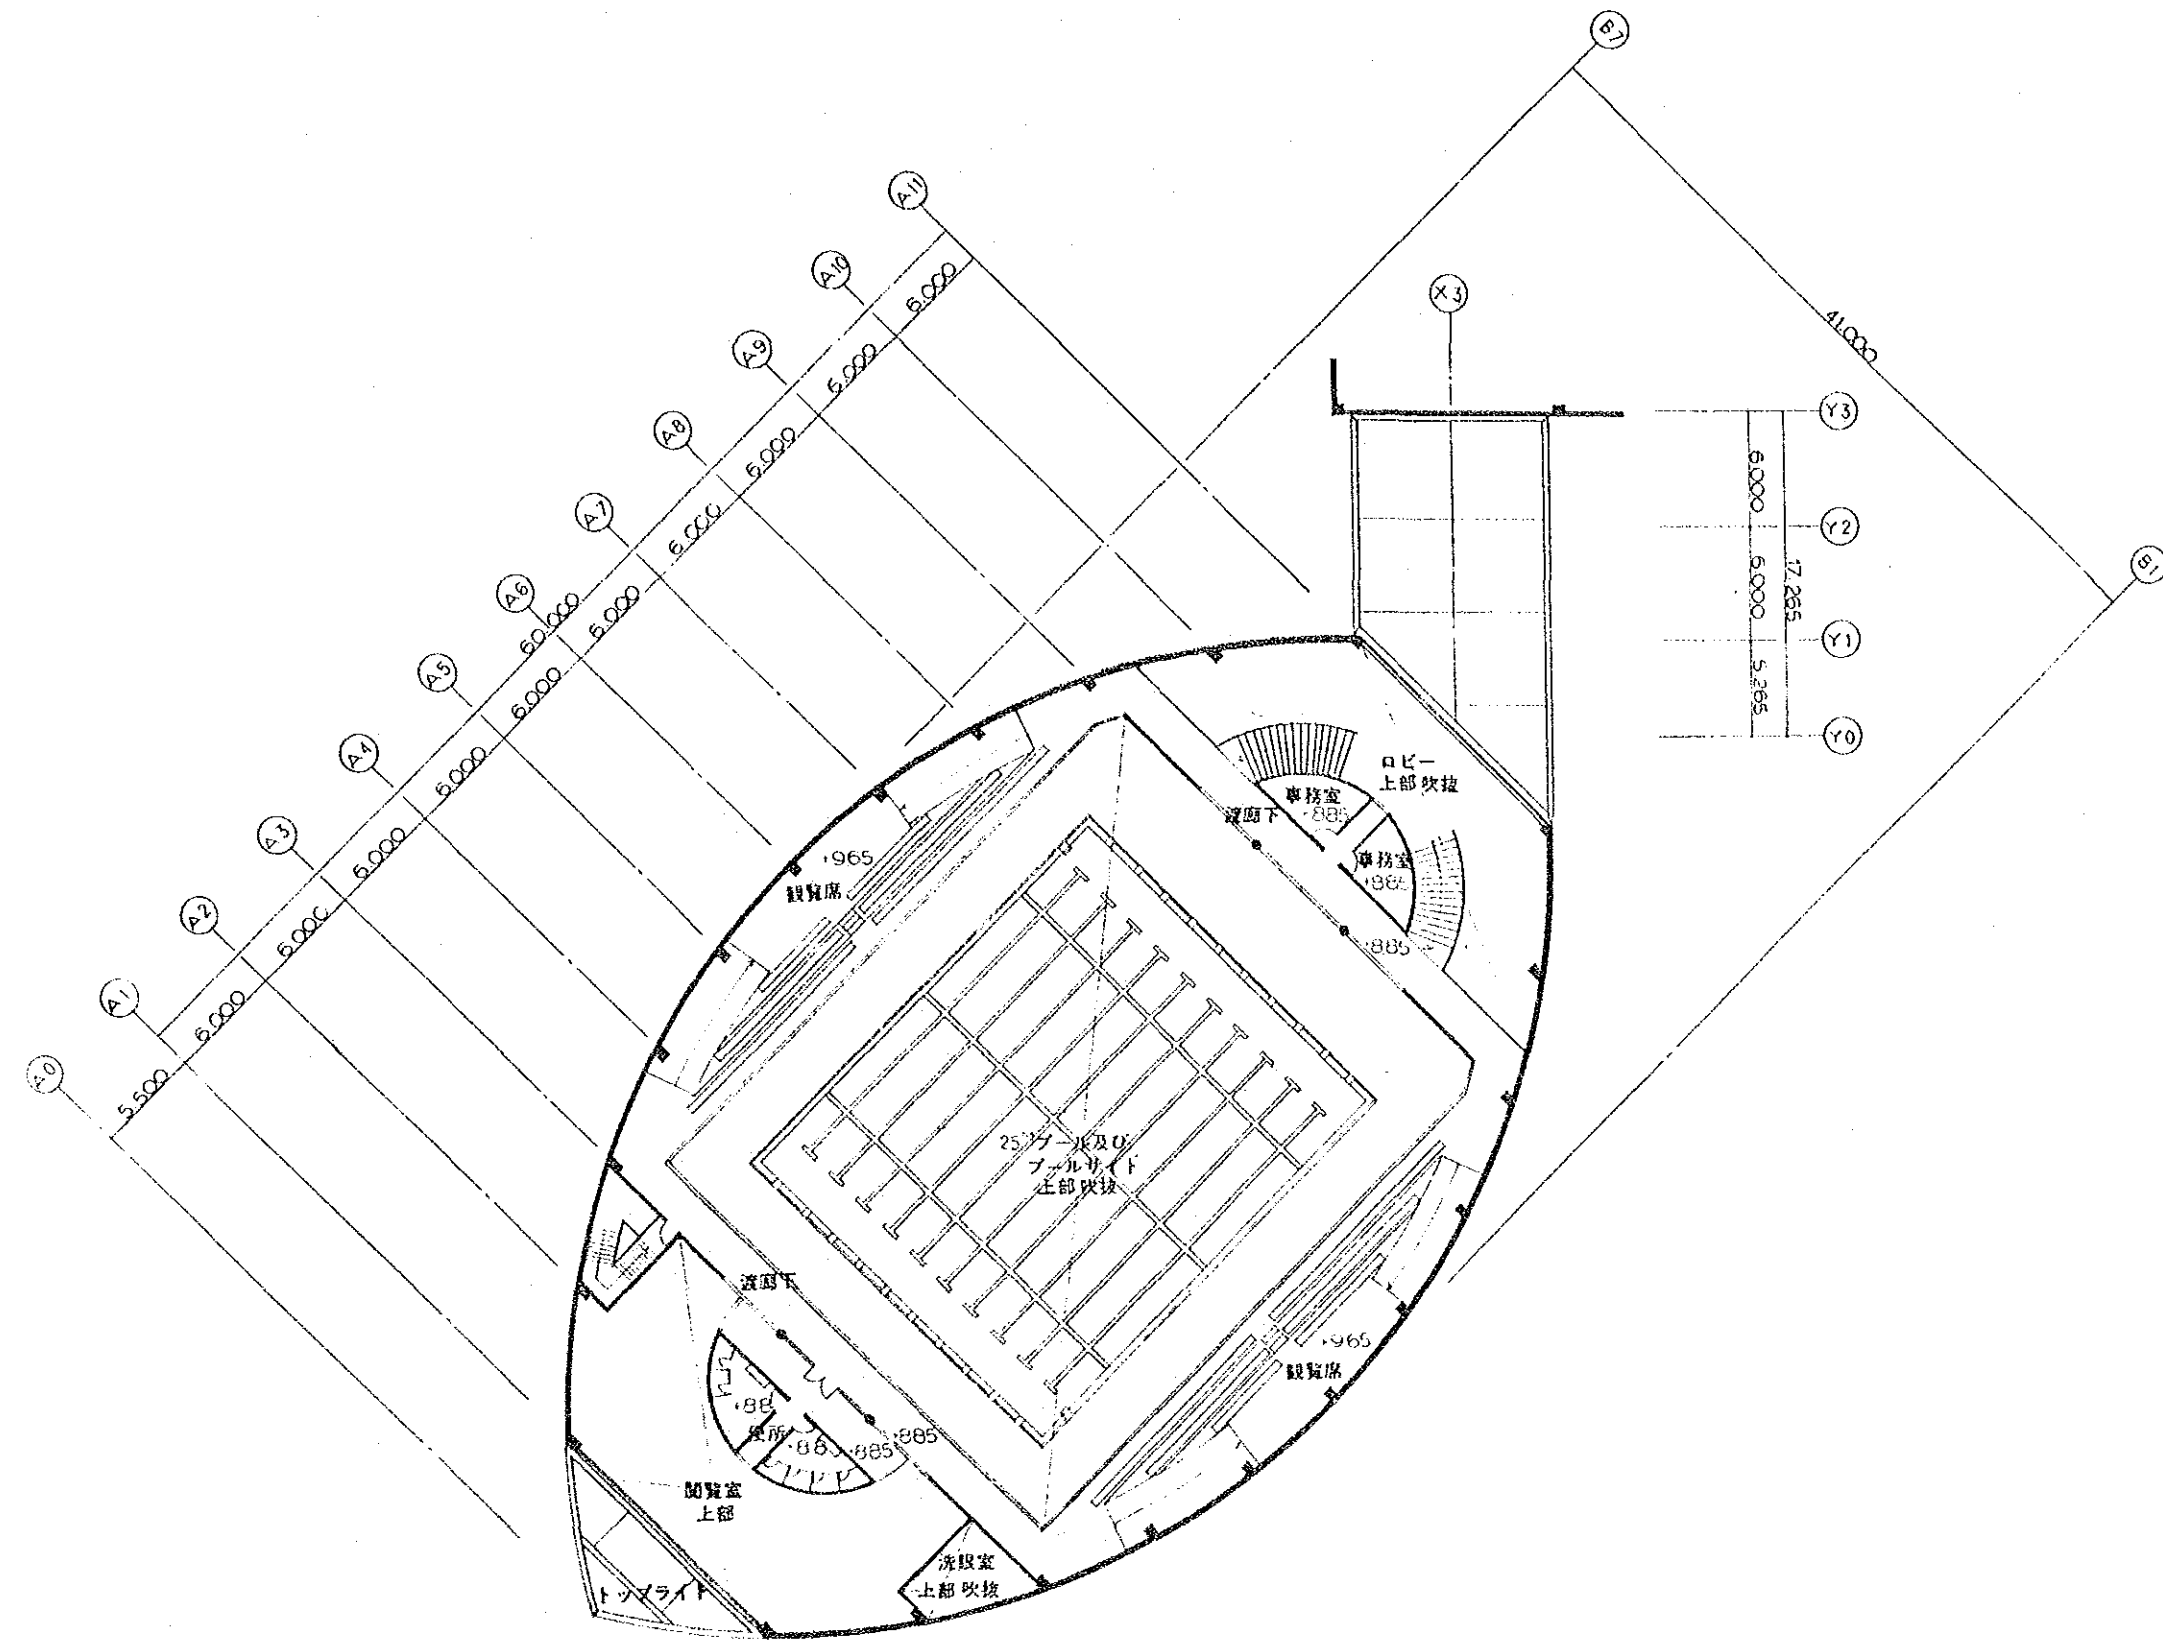 B7
A11
A10
6.000
A9
6.000
X3
41.000
A8
6.000
Y3
A7
6.000
6.000
Y2
A6
6.000
60.000
6.000
17.265
B1
A5
6.000
Y1
5.265
A4
6.000
Y0
A3
6.000
ロビー
上部吹抜
事務室
渡廊下
事務室
+965
観覧席
+885
A2
6.000
A1
6.000
A0
5.500
25Mプール及び
プールサイト
上部吹抜
渡廊下
+965
観覧席
便所
+885
+885
閲覧室
上部
洗眼室
上部吹抜
トップライト